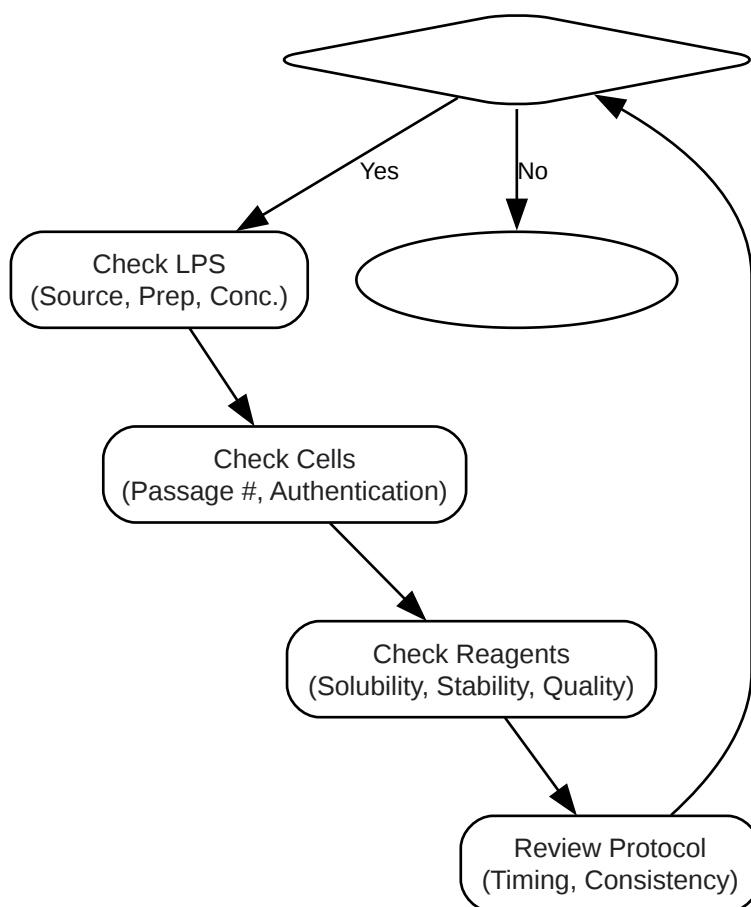 Yes
No
Check LPS
(Source, Prep, Conc.)
Check Cells
(Passage #, Authentication)
Check Reagents
(Solubility, Stability, Quality)
Review Protocol
(Timing, Consistency)